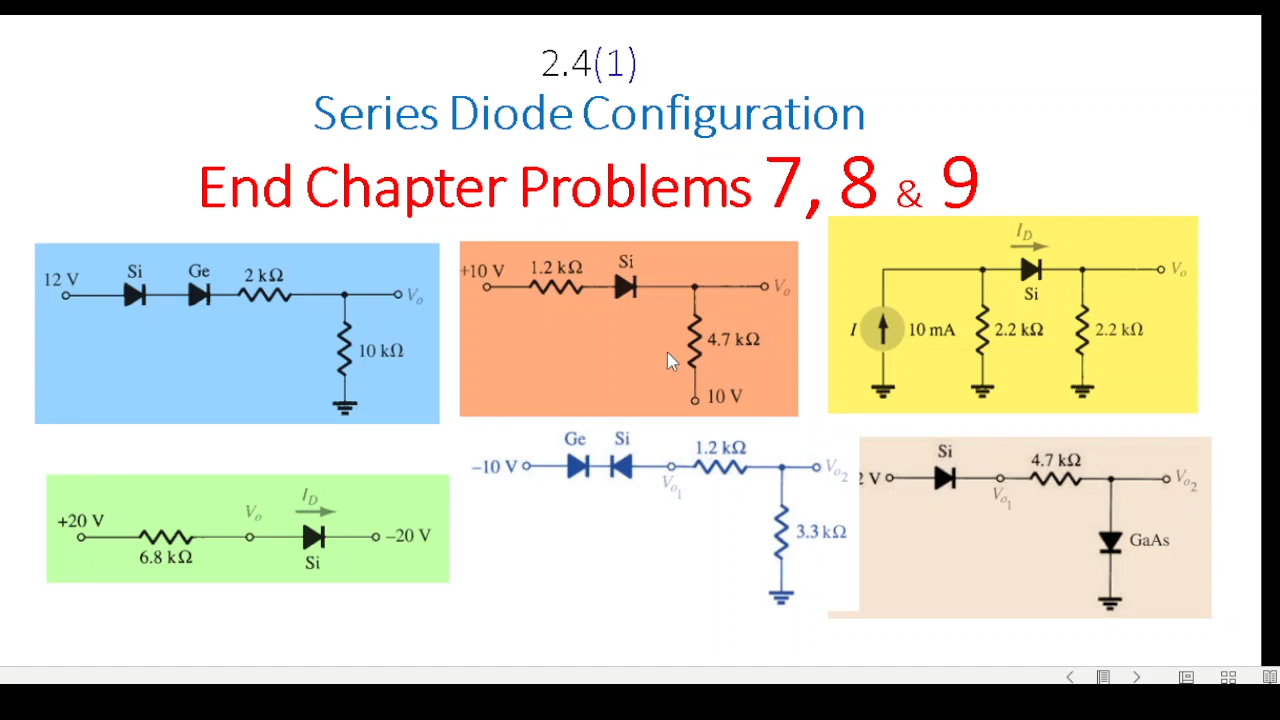 2.4(1)
Series Diode Configuration
End Chapter Problems 7, 8 & 9
12 V
Si
Ge
2 kΩ
Vo
10 kΩ
+10 V
1.2 kΩ
Si
Vo
4.7 kΩ
10 V
ID
Si
Vo
I
10 mA
2.2 kΩ
2.2 kΩ
+20 V
6.8 kΩ
Vo
ID
Si
–20 V
–10 V
Ge
Si
Vo1
1.2 kΩ
Vo2
3.3 kΩ
V
Si
Vo1
4.7 kΩ
Vo2
GaAs